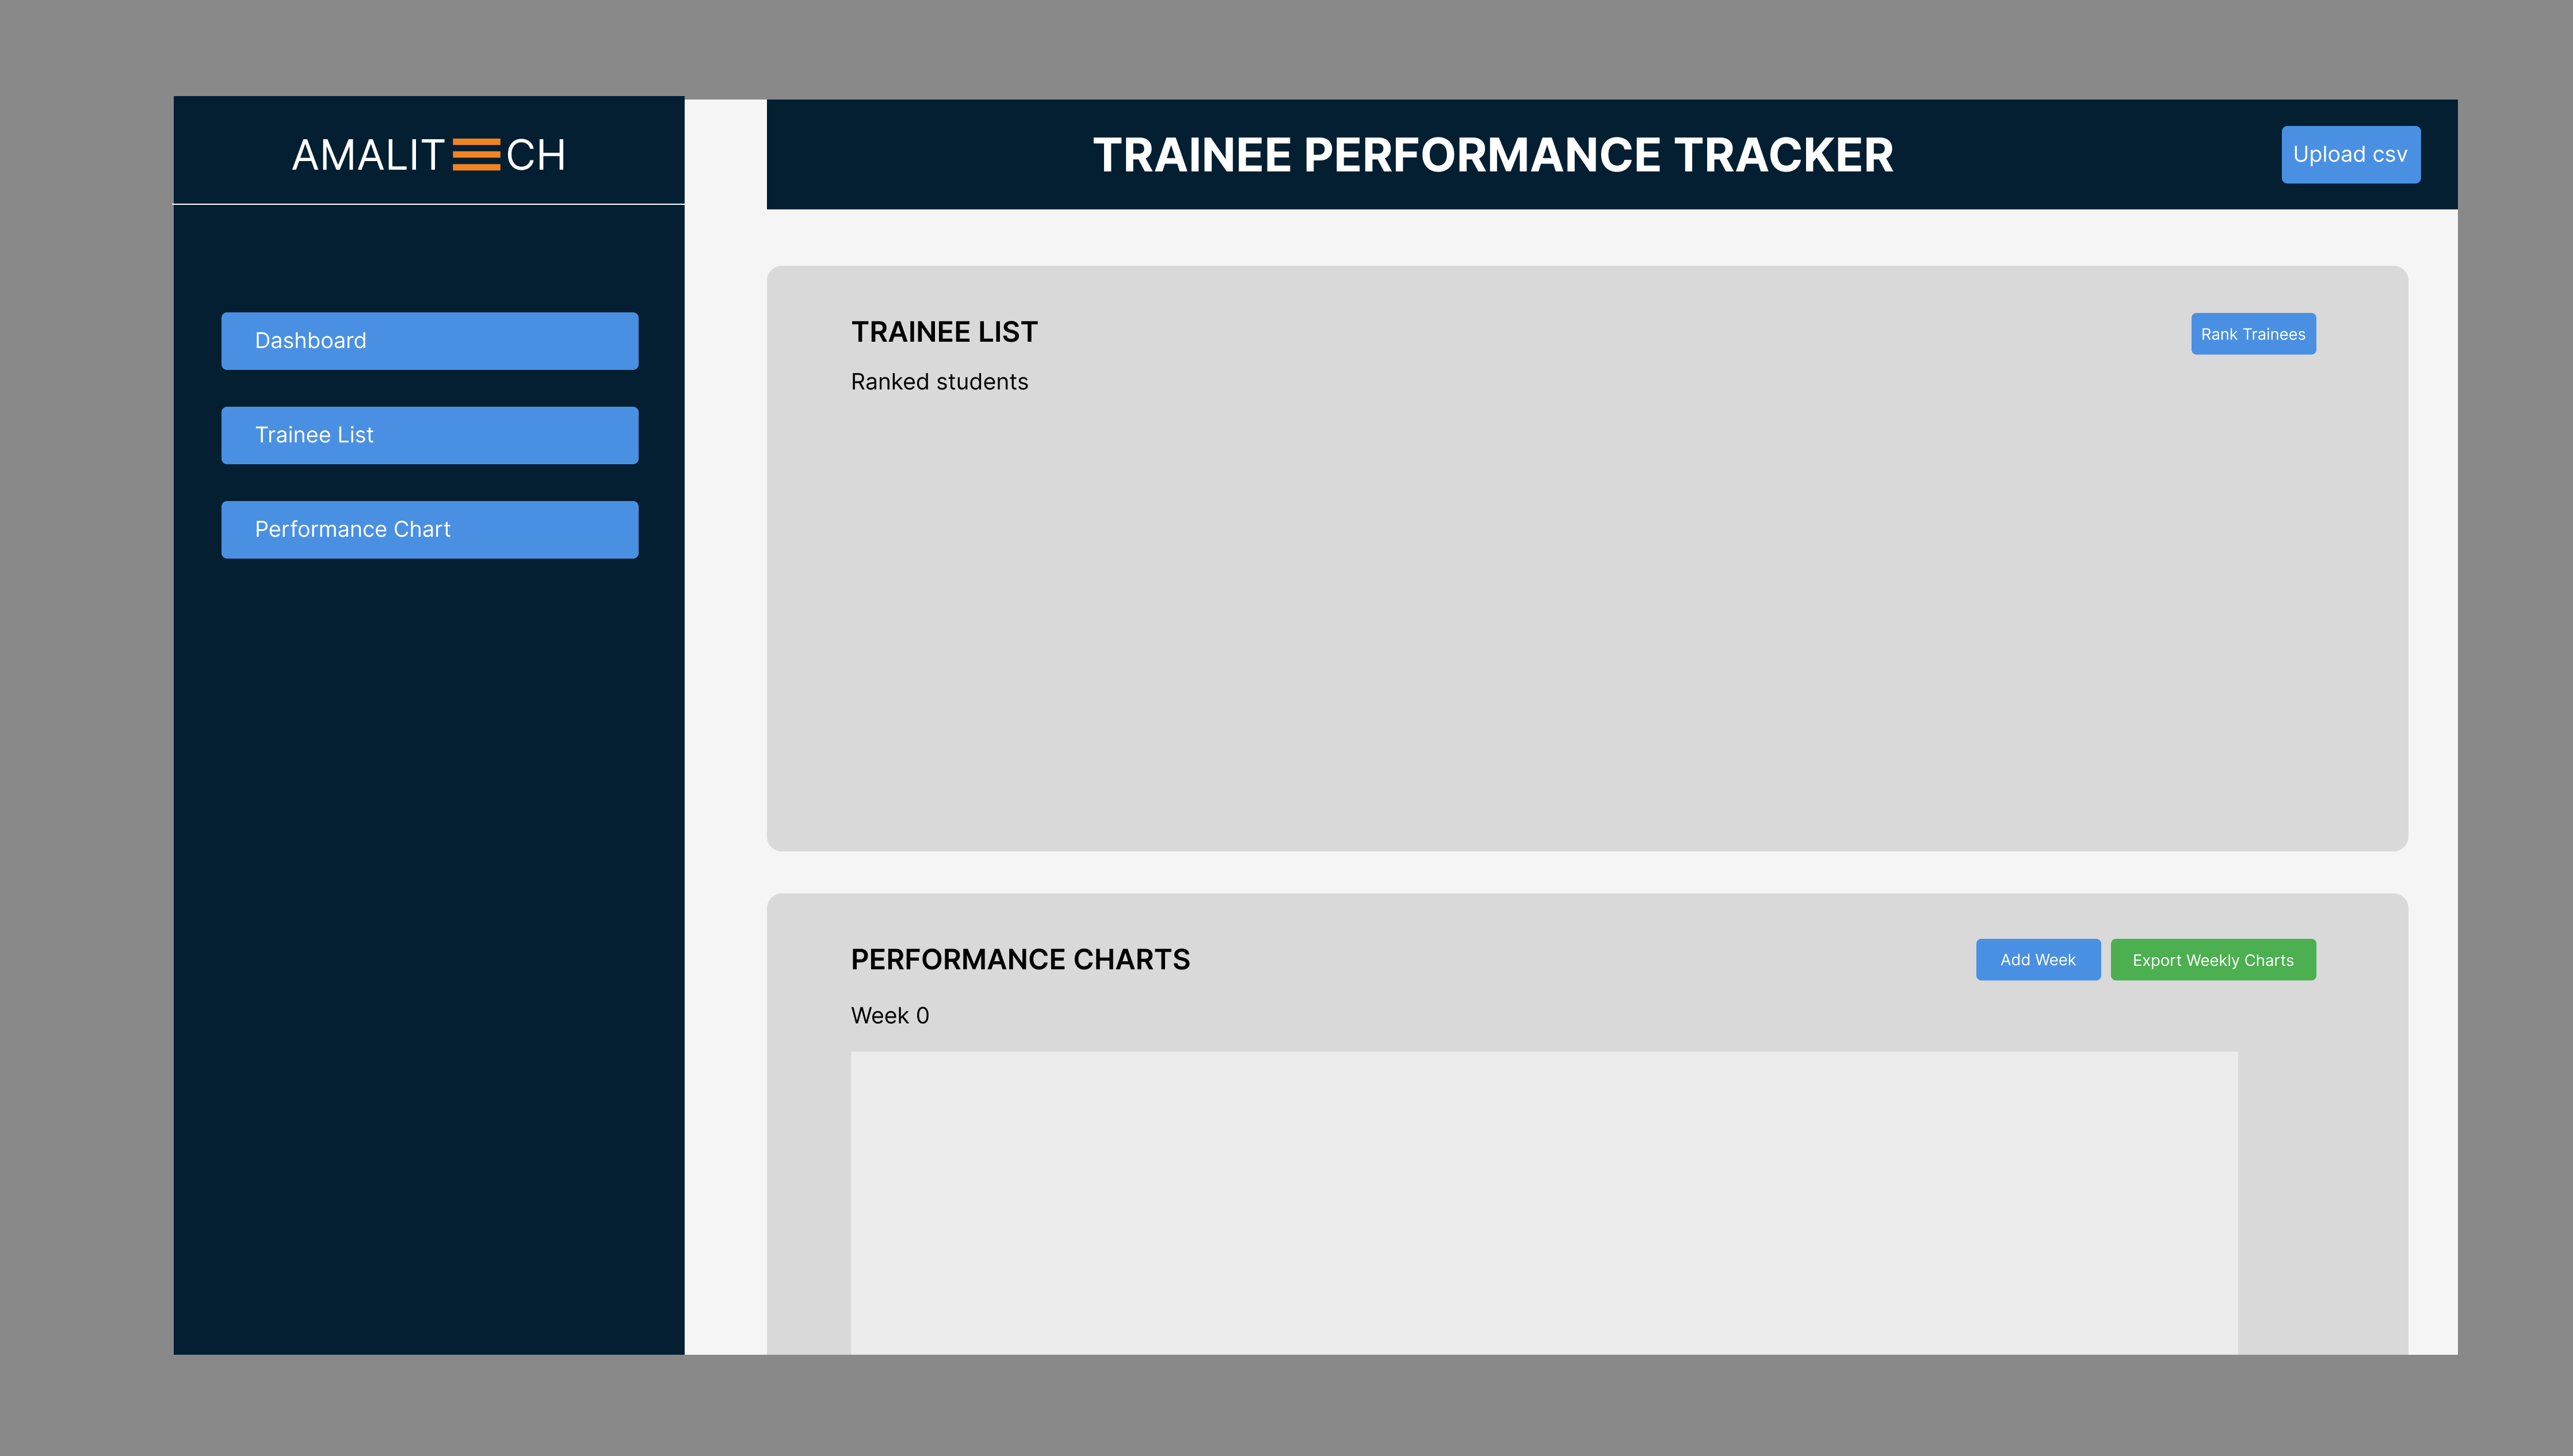 AMALIT CH
TRAINEE PERFORMANCE TRACKER
Upload csv
Dashboard
Trainee List
Performance Chart
TRAINEE LIST
Rank Trainees
Ranked students
PERFORMANCE CHARTS
Add Week
Export Weekly Charts
Week 0